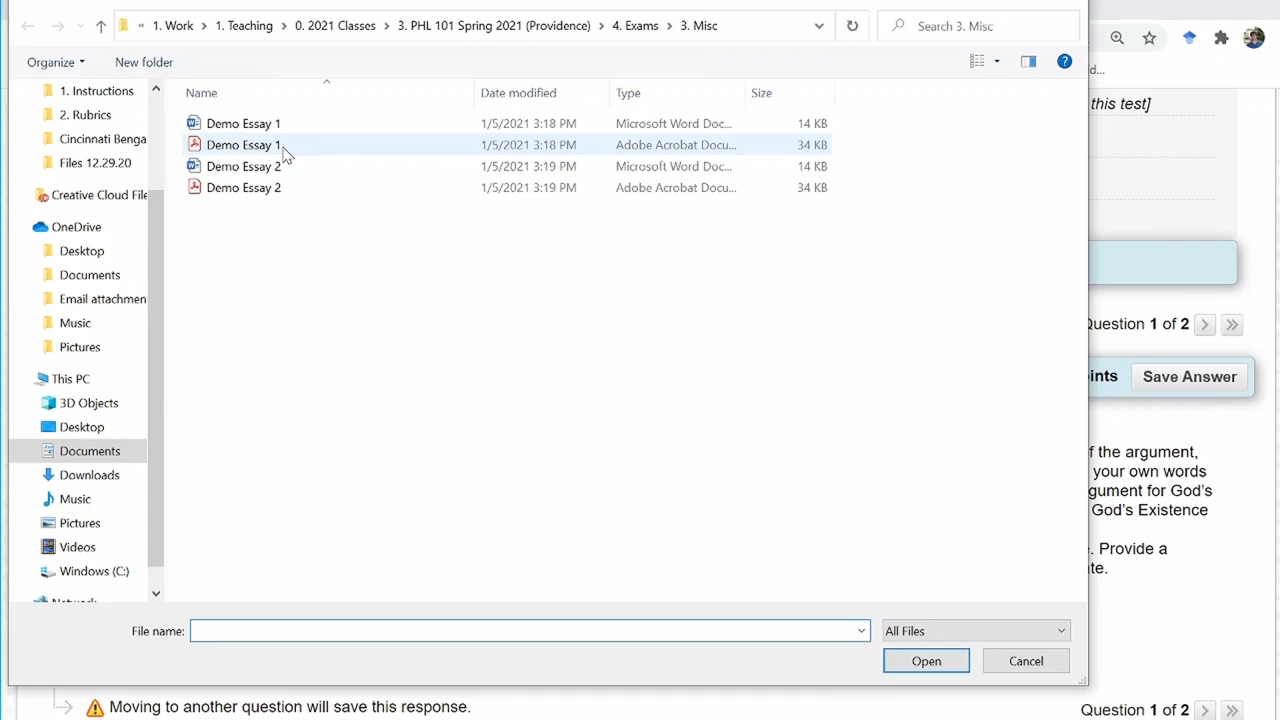 « 1. Work > 1. Teaching > 0. 2021 Classes > 3. PHL 101 Spring 2021 (Providence) > 4. Exams > 3. Misc
Search 3. Misc
Organize
New folder
d...
this test]
Name
Date modified
Type
Size
1. Instructions
2. Rubrics
Cincinnati Benga
Files 12.29.20
Creative Cloud File
OneDrive
Desktop
Documents
Email attachmen
Music
Pictures
This PC
3D Objects
Desktop
Documents
Downloads
Music
Pictures
Videos
Windows (C:)
Demo Essay 1 1/5/2021 3:18 PM Microsoft Word Doc... 14 KB
Demo Essay 1 1/5/2021 3:18 PM Adobe Acrobat Docu... 34 KB
Demo Essay 2 1/5/2021 3:19 PM Microsoft Word Doc... 14 KB
Demo Essay 2 1/5/2021 3:19 PM Adobe Acrobat Docu... 34 KB
Question 1 of 2
ints
Save Answer
f the argument,
your own words
gument for God's
God's Existence
. Provide a
te.
File name:
All Files
Open
Cancel
Moving to another question will save this response.
Question 1 of 2